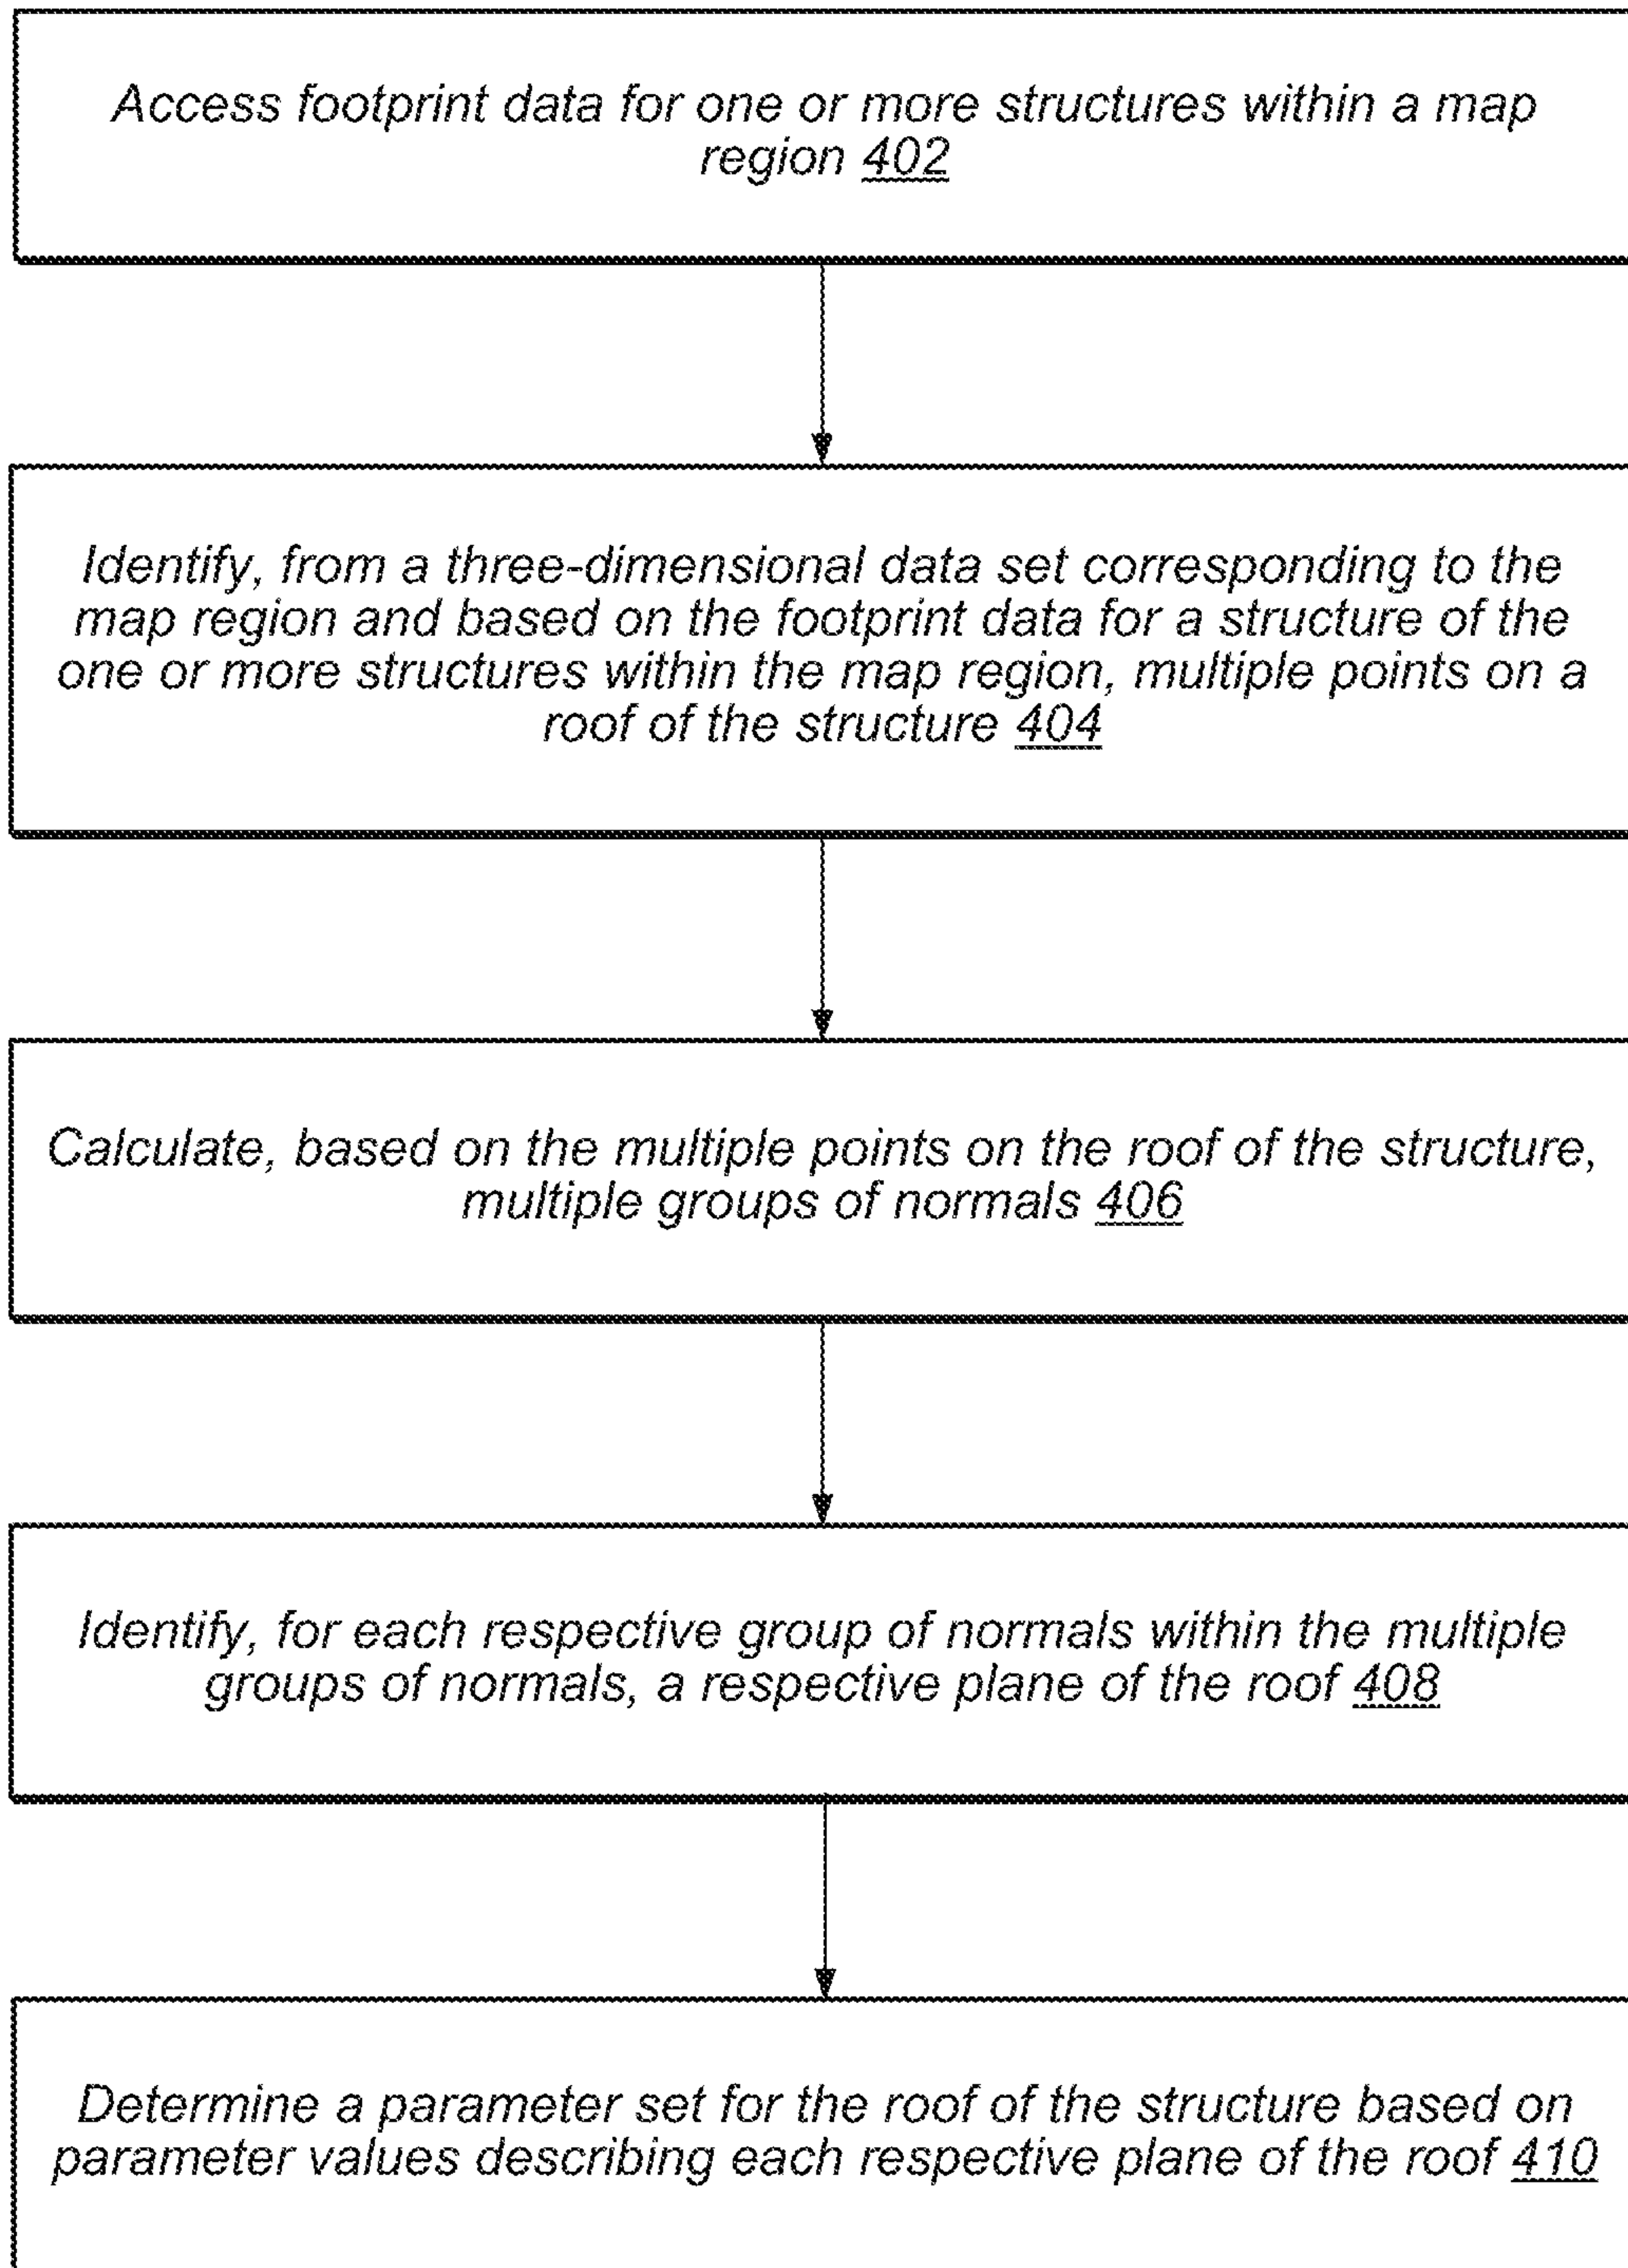 Access footprint data for one or more structures within a map
region 402
Identify, from a three-dimensional data set corresponding to the
map region and based on the footprint data for a structure of the
one or more structures within the map region, multiple points on a
roof of the structure 404
Calculate, based on the multiple points on the roof of the structure,
multiple groups of normals 406
Identify, for each respective group of normals within the multiple
groups of normals, a respective plane of the roof 408
Determine a parameter set for the roof of the structure based on
parameter values describing each respective plane of the roof 410